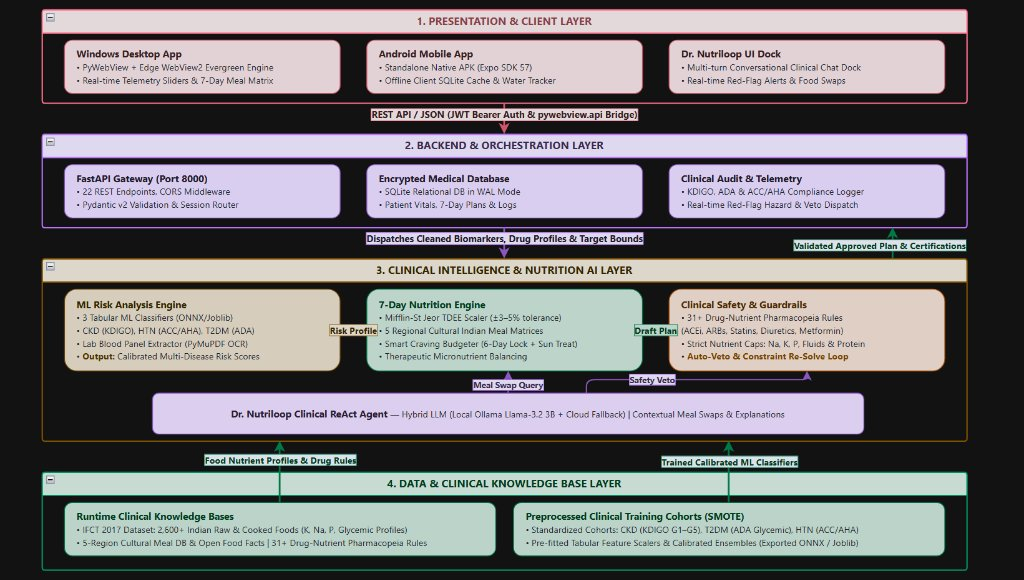 1. PRESENTATION & CLIENT LAYER
Windows Desktop App
• PyWebView + Edge WebView2 Evergreen Engine
• Real-time Telemetry Sliders & 7-Day Meal Matrix
Android Mobile App
• Standalone Native APK (Expo SDK 57)
• Offline Client SQLite Cache & Water Tracker
Dr. Nutriloop UI Dock
• Multi-turn Conversational Clinical Chat Dock
• Real-time Red-Flag Alerts & Food Swaps
REST API / JSON (JWT Bearer Auth & pywebview.api Bridge)
2. BACKEND & ORCHESTRATION LAYER
FastAPI Gateway (Port 8000)
• 22 REST Endpoints, CORS Middleware
• Pydantic v2 Validation & Session Router
Encrypted Medical Database
• SQLite Relational DB in WAL Mode
• Patient Vitals, 7-Day Plans & Logs
Clinical Audit & Telemetry
• KDIGO, ADA & ACC/AHA Compliance Logger
• Real-time Red-Flag Hazard & Veto Dispatch
Dispatches Cleaned Biomarkers, Drug Profiles & Target Bounds
Validated Approved Plan & Certifications
3. CLINICAL INTELLIGENCE & NUTRITION AI LAYER
ML Risk Analysis Engine
• 3 Tabular ML Classifiers (ONNX/Joblib)
• CKD (KDIGO), HTN (ACC/AHA), T2DM (ADA)
• Lab Blood Panel Extractor (PyMuPDF OCR)
• Output: Calibrated Multi-Disease Risk Scores
Risk Profile
7-Day Nutrition Engine
• Mifflin-St Jeor TDEE Scaler (±3–5% tolerance)
• 5 Regional Cultural Indian Meal Matrices
• Smart Craving Budgeter (6-Day Lock + Sun Treat)
• Therapeutic Micronutrient Balancing
Draft Plan
Clinical Safety & Guardrails
• 31+ Drug-Nutrient Pharmacopeia Rules
(ACEi, ARBs, Statins, Diuretics, Metformin)
• Strict Nutrient Caps: Na, K, P, Fluids & Protein
• Auto-Veto & Constraint Re-Solve Loop
Meal Swap Query
Safety Veto
Dr. Nutriloop Clinical ReAct Agent — Hybrid LLM (Local Ollama Llama-3.2 3B + Cloud Fallback) | Contextual Meal Swaps & Explanations
Food Nutrient Profiles & Drug Rules
Trained Calibrated ML Classifiers
4. DATA & CLINICAL KNOWLEDGE BASE LAYER
Runtime Clinical Knowledge Bases
• IFCT 2017 Dataset: 2,600+ Indian Raw & Cooked Foods (K, Na, P, Glycemic Profiles)
• 5-Region Cultural Meal DB & Open Food Facts | 31+ Drug-Nutrient Pharmacopeia Rules
Preprocessed Clinical Training Cohorts (SMOTE)
• Standardized Cohorts: CKD (KDIGO G1–G5), T2DM (ADA Glycemic), HTN (ACC/AHA)
• Pre-fitted Tabular Feature Scalers & Calibrated Ensembles (Exported ONNX / Joblib)